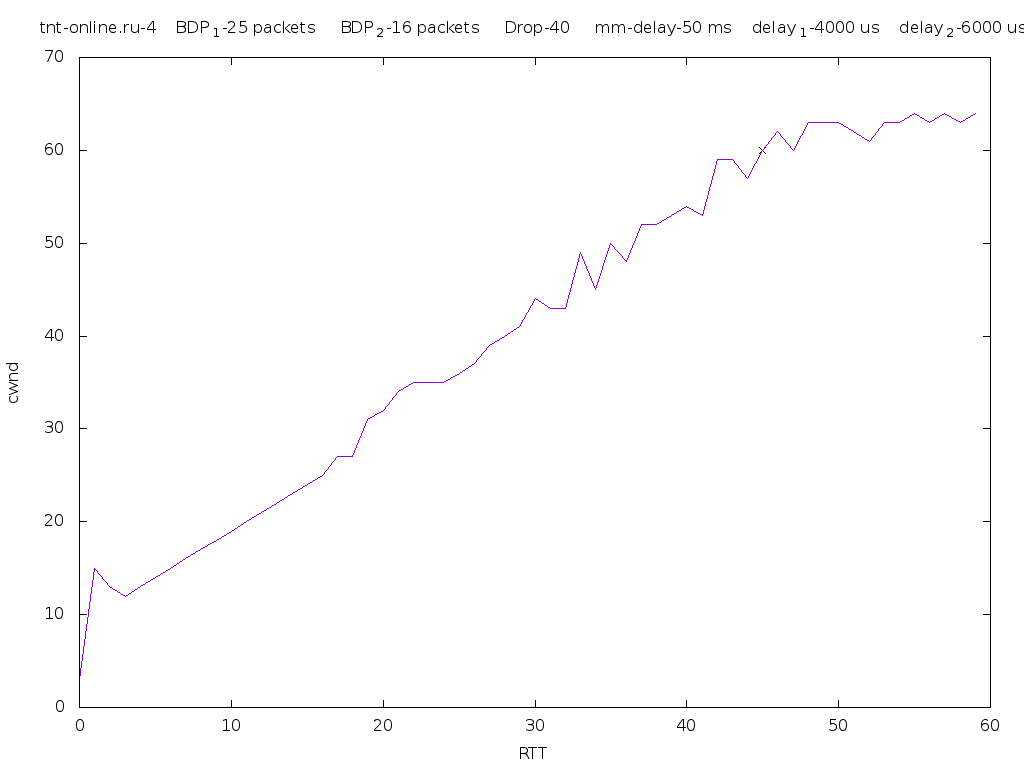 tnt-online.ru-4 BDP1-25 packets BDP2-16 packets Drop-40 mm-delay-50 ms delay1-4000 us delay2-6000 us
70
60
50
40
30
20
10
0
cwnd
0 10 20 30 40 50 60
RTT